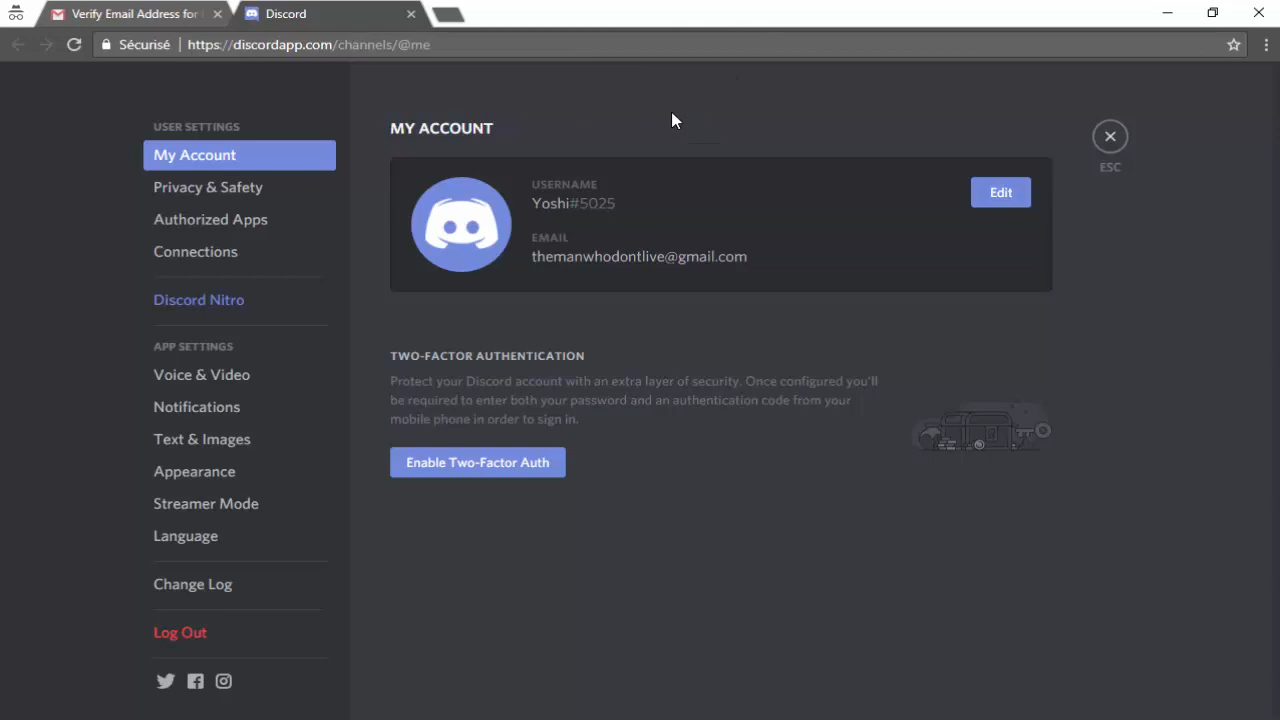 Verify Email Address for
Discord
Sécurisé
https://discordapp.com/channels/@me
USER SETTINGS
My Account
Privacy & Safety
Authorized Apps
Connections
Discord Nitro
APP SETTINGS
Voice & Video
Notifications
Text & Images
Appearance
Streamer Mode
Language
Change Log
Log Out
MY ACCOUNT
USERNAME
Yoshi#5025
EMAIL
themanwhodontlive@gmail.com
Edit
ESC
TWO-FACTOR AUTHENTICATION
Protect your Discord account with an extra layer of security. Once configured you'll
be required to enter both your password and an authentication code from your
mobile phone in order to sign in.
Enable Two-Factor Auth